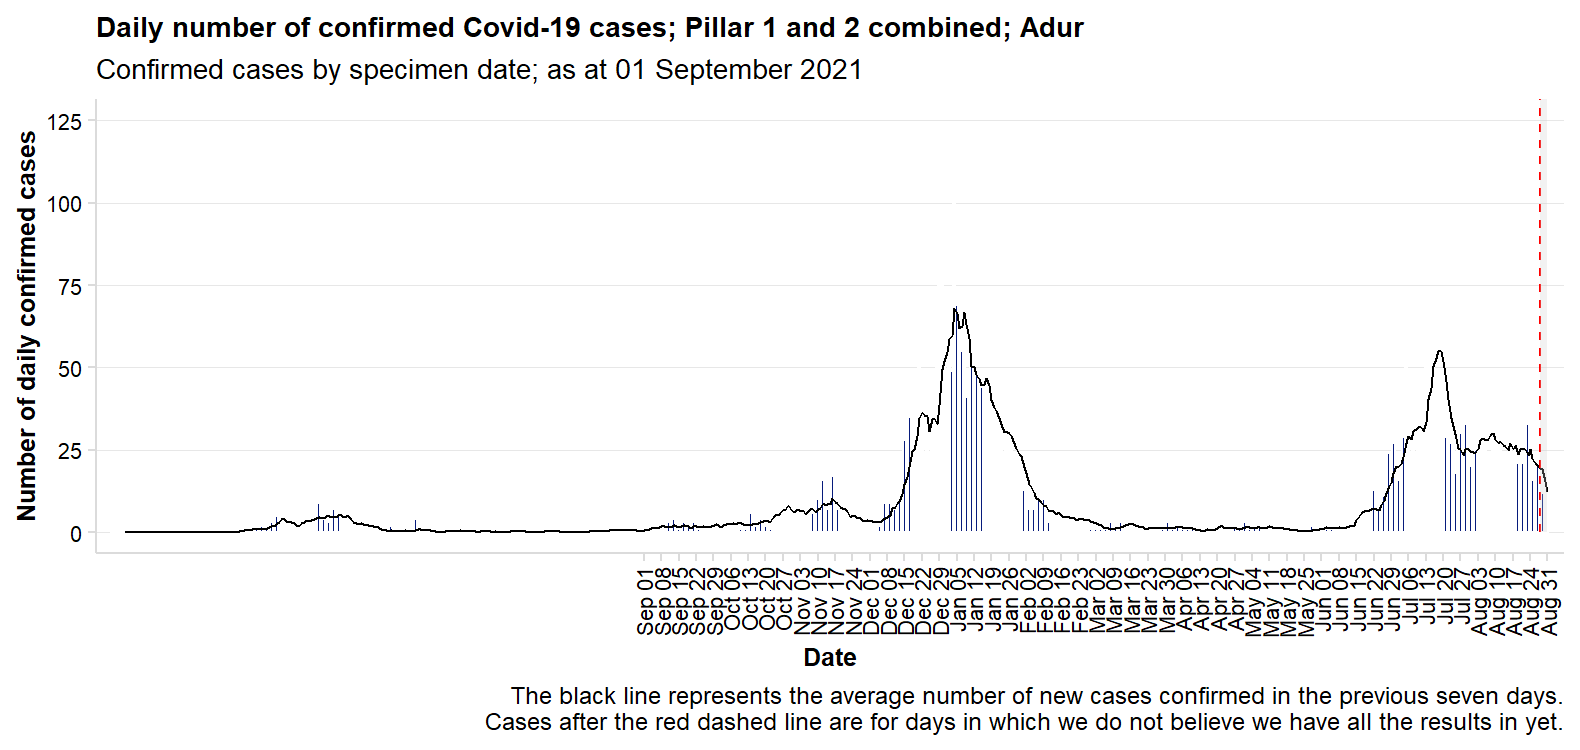 Daily number of confirmed Covid-19 cases; Pillar 1 and 2 combined; Adur
Confirmed cases by specimen date; as at 01 September 2021
Number of daily confirmed cases
125
100
75
50
25
0
Sep 01
Sep 08
Sep 15
Sep 22
Sep 29
Oct 06
Oct 13
Oct 20
Oct 27
Nov 03
Nov 10
Nov 17
Nov 24
Dec 01
Dec 08
Dec 15
Dec 22
Dec 29
Jan 05
Jan 12
Jan 19
Jan 26
Feb 02
Feb 09
Feb 16
Feb 23
Mar 02
Mar 09
Mar 16
Mar 23
Mar 30
Apr 06
Apr 13
Apr 20
Apr 27
May 04
May 11
May 18
May 25
Jun 01
Jun 08
Jun 15
Jun 22
Jun 29
Jul 06
Jul 13
Jul 20
Jul 27
Aug 03
Aug 10
Aug 17
Aug 24
Aug 31
Date
The black line represents the average number of new cases confirmed in the previous seven days.
Cases after the red dashed line are for days in which we do not believe we have all the results in yet.